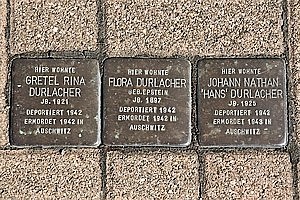 HIER WOHNTE
GRETEL RINA
DURLACHER
JG. 1921
DEPORTIERT 1942
ERMORDET 1942 IN
AUSCHWITZ
HIER WOHNTE
FLORA DURLACHER
GEB. EPSTEIN
JG. 1897
DEPORTIERT 1942
ERMORDET 1942 IN
AUSCHWITZ
HIER WOHNTE
JOHANN NATHAN
'HANS' DURLACHER
JG. 1925
DEPORTIERT 1942
ERMORDET 1943 IN
AUSCHWITZ